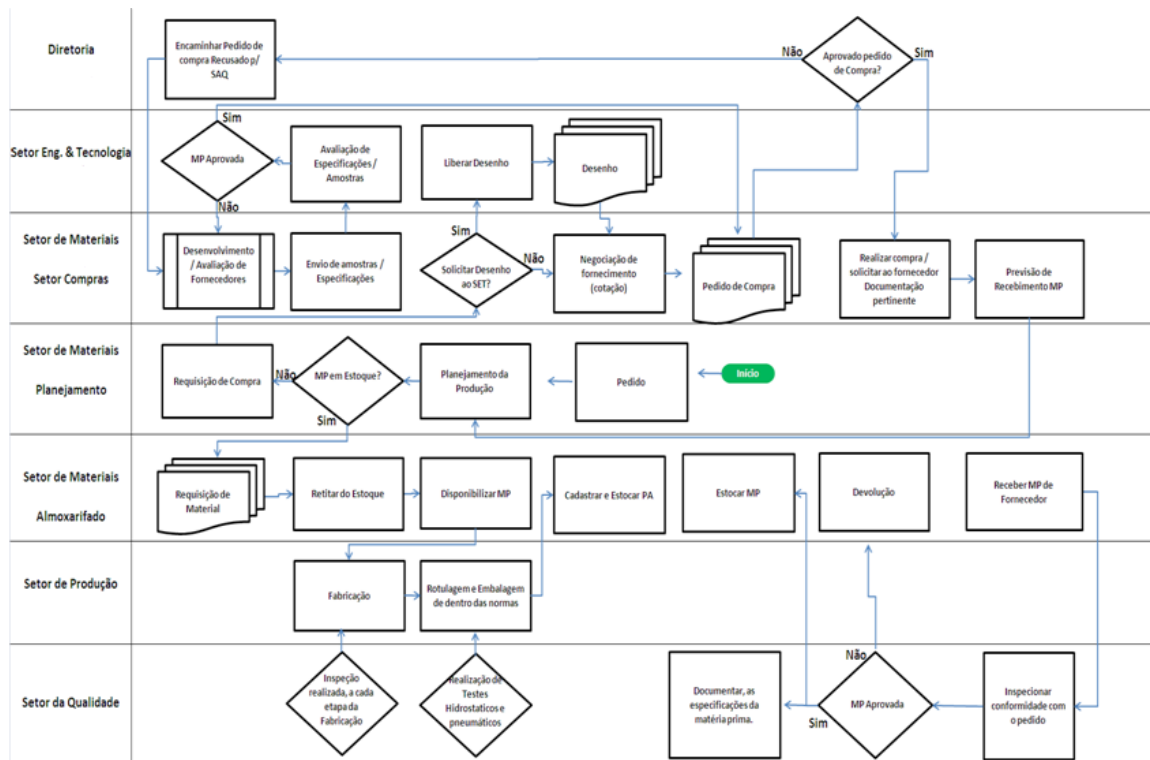 Diretoria
Encaminhar Pedido de
compra Recusado p/
SAQ
Não
Aprovado pedido
de Compra?
Sim
Setor Eng. & Tecnologia
Sim
MP Aprovada
Não
Avaliação de
Especificações /
Amostras
Liberar Desenho
Desenho
Setor de Materiais
Setor Compras
Desenvolvimento
/ Avaliação de
Fornecedores
Envio de amostras /
Especificações
Sim
Solicitar Desenho
ao SET?
Não
Negociação de
fornecimento
(cotação)
Pedido de Compra
Realizar compra /
solicitar ao fornecedor
Documentação
pertinente
Previsão de
Recebimento MP
Setor de Materiais
Planejamento
Requisição de Compra
Não
MP em Estoque?
Sim
Planejamento da
Produção
Pedido
Início
Setor de Materiais
Almoxarifado
Requisição de
Material
Retitar do Estoque
Disponibilizar MP
Cadastrar e Estocar PA
Estocar MP
Devolução
Receber MP de
Fornecedor
Setor de Produção
Fabricação
Rotulagem e Embalagem
de dentro das normas
Setor da Qualidade
Inspeção
realizada, a cada
etapa da
Fabricação
Realização de
Testes
Hidrostaticos e
pneumáticos
Documentar, as
especificações da
matéria prima.
Não
MP Aprovada
Sim
Inspecionar
conformidade com
o pedido